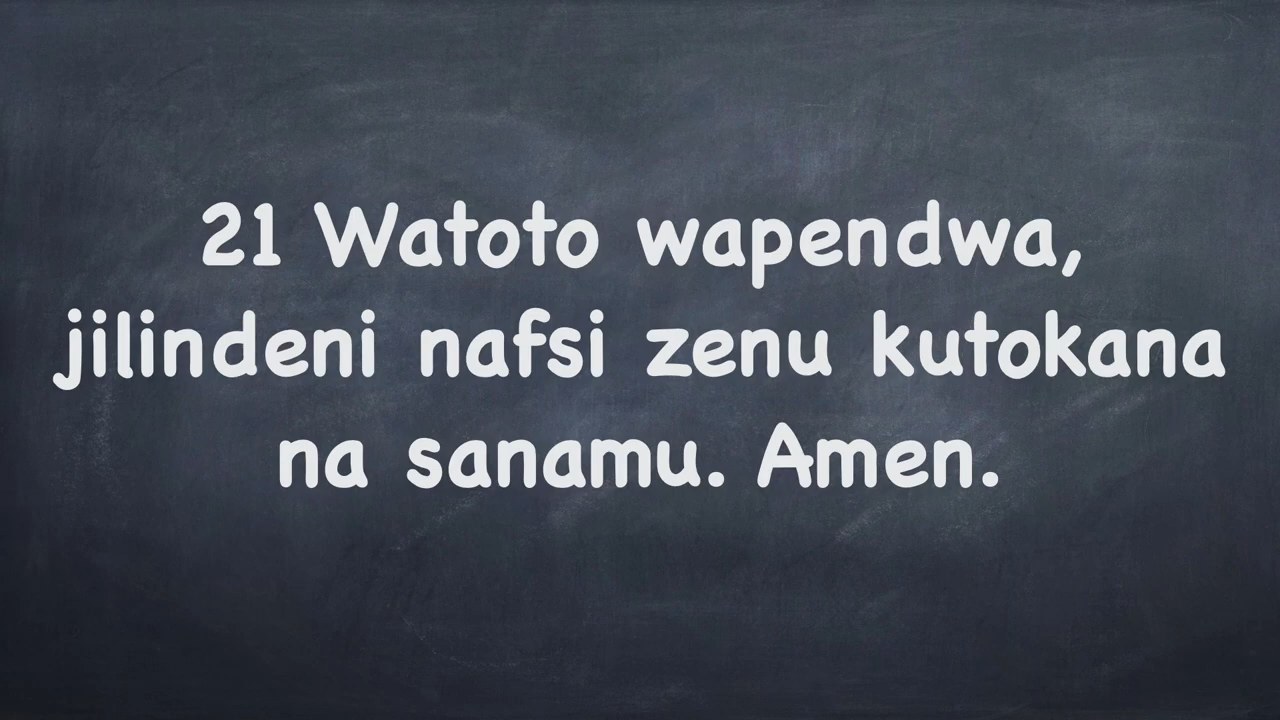 21 Watoto wapendwa,
jilindeni nafsi zenu kutokana
na sanamu. Amen.